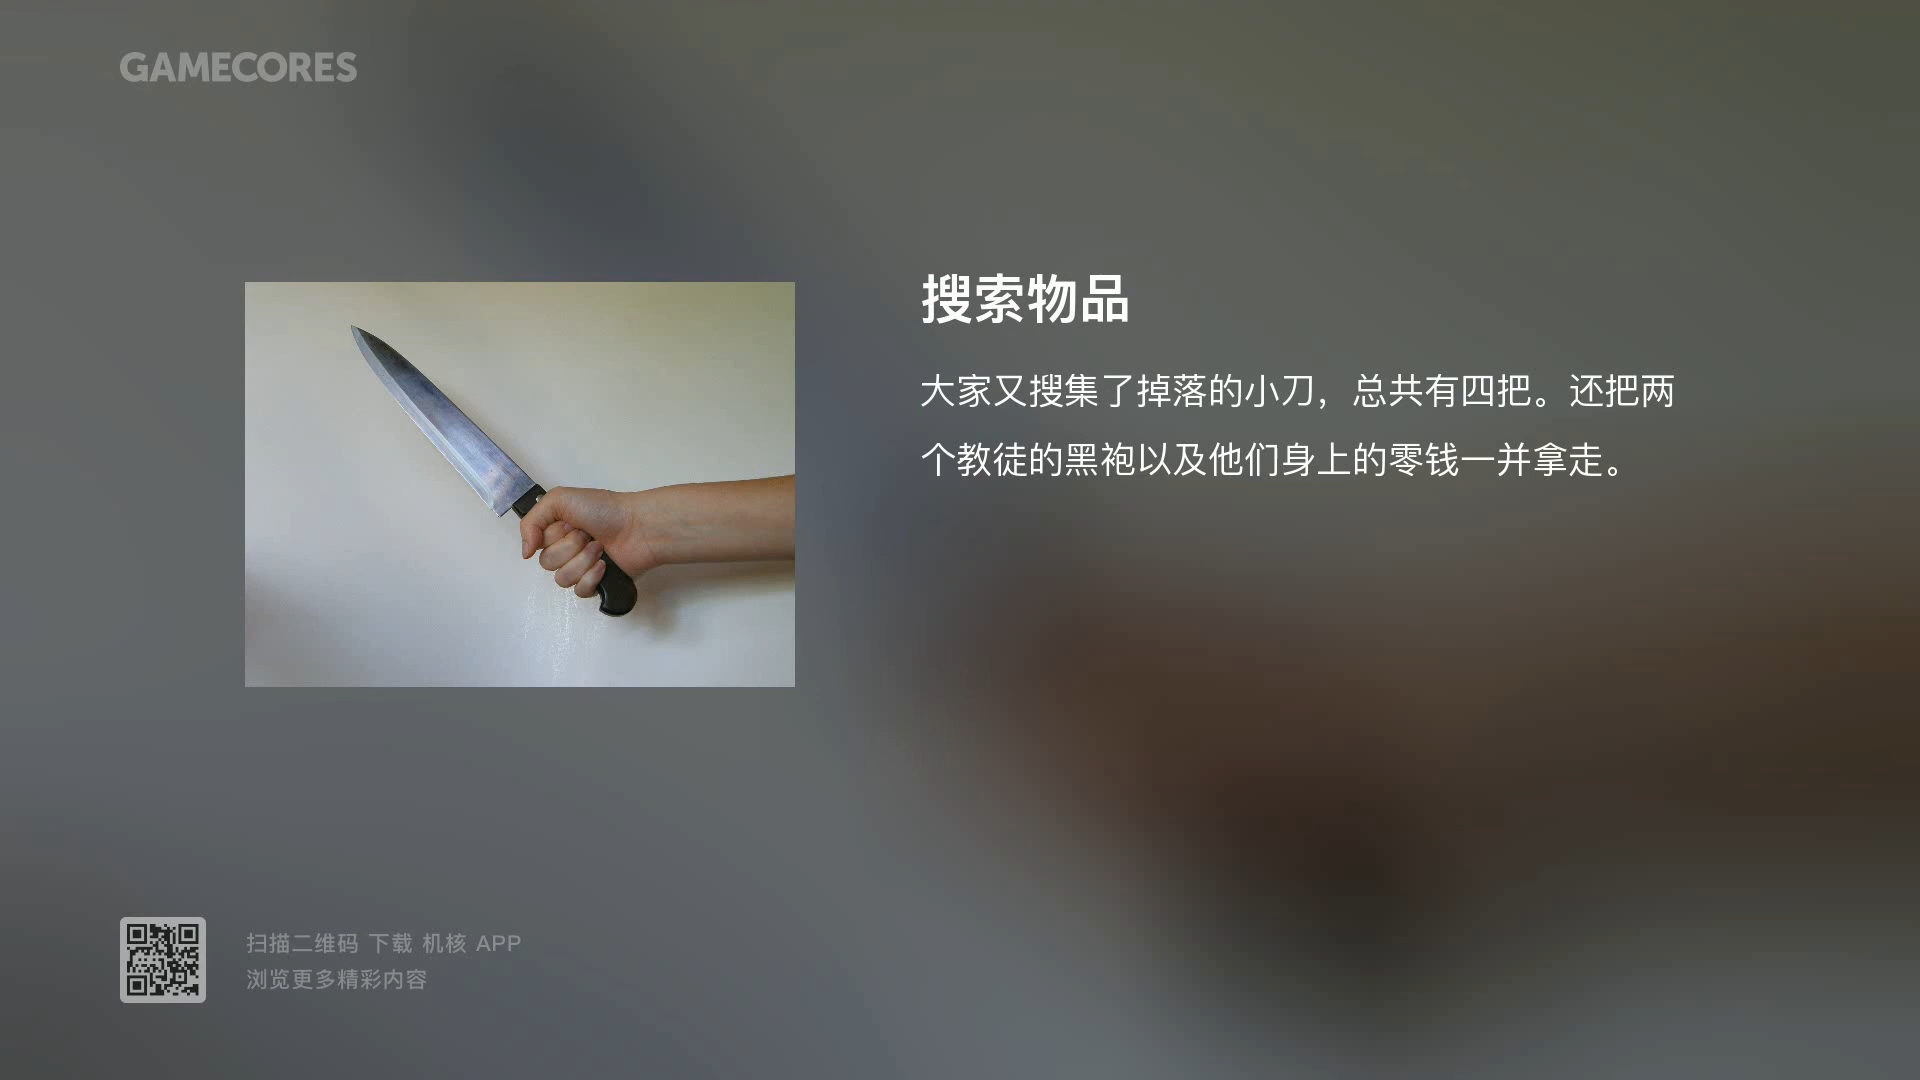 GAMECORES
搜索物品
大家又搜集了掉落的小刀，总共有四把。还把两
个教徒的黑袍以及他们身上的零钱一并拿走。
扫描二维码 下载 机核 APP
浏览更多精彩内容